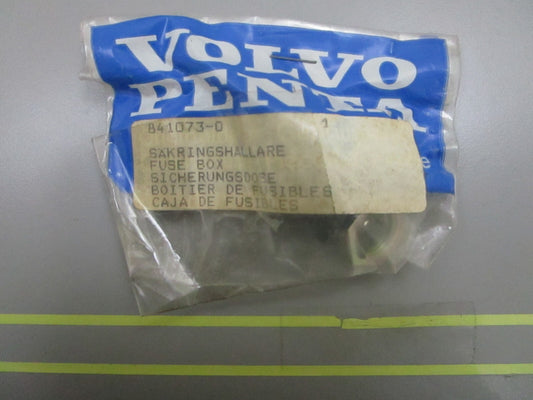 VOLVO
PENTA
841073-0 1
SÄKRINGSHÅLLARE
FUSE BOX
SICHERUNGSDOSE
BOITIER DE FUSIBLES
CAJA DE FUSIBLES